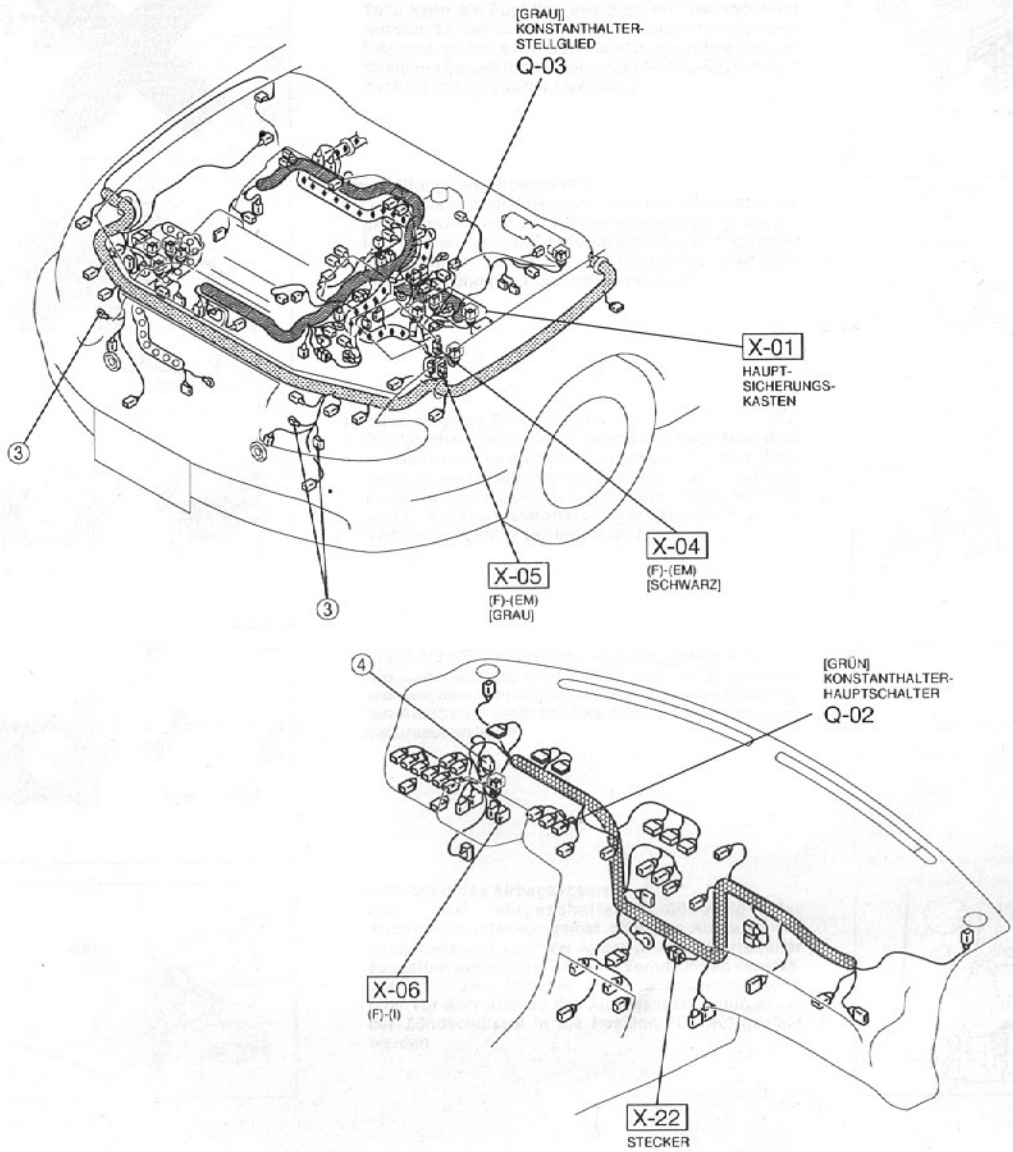 [GRAU]]
KONSTANTHALTER-
STELLGLIED
Q-03
X-01
HAUPT-
SICHERUNGS-
KASTEN
3
X-04
(F)-(EM)
[SCHWARZ]
X-05
(F)-(EM)
[GRAU]
3
4
[GRÜN]
KONSTANTHALTER-
HAUPTSCHALTER
Q-02
X-06
(F)-(I)
X-22
STECKER